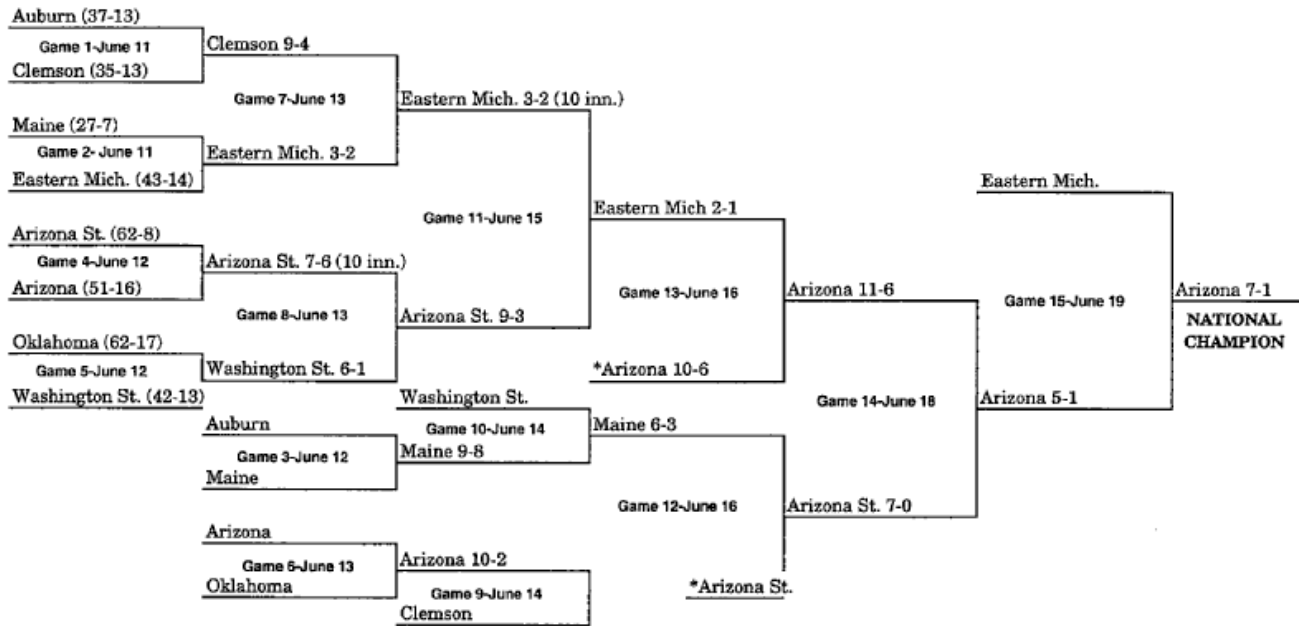 Auburn (37-13)
Game 1-June 11
Clemson 9-4
Clemson (35-13)
Game 7-June 13
Eastern Mich. 3-2 (10 inn.)
Maine (27-7)
Game 2- June 11
Eastern Mich. 3-2
Eastern Mich. (43-14)
Eastern Mich.
Game 11-June 15
Eastern Mich 2-1
Arizona St. (62-8)
Game 4-June 12
Arizona St. 7-6 (10 inn.)
Arizona (51-16)
Game 13-June 16
Arizona 11-6
Game 15-June 19
Arizona 7-1
NATIONAL
CHAMPION
Game 8-June 13
Arizona St. 9-3
Oklahoma (62-17)
Game 5-June 12
Washington St. 6-1
*Arizona 10-6
Washington St. (42-13)
Washington St.
Game 14-June 18
Arizona 5-1
Auburn
Game 10-June 14
Maine 6-3
Game 3-June 12
Maine 9-8
Maine
Game 12-June 16
Arizona St. 7-0
Arizona
Game 6-June 13
Arizona 10-2
Oklahoma
Game 9-June 14
*Arizona St.
Clemson